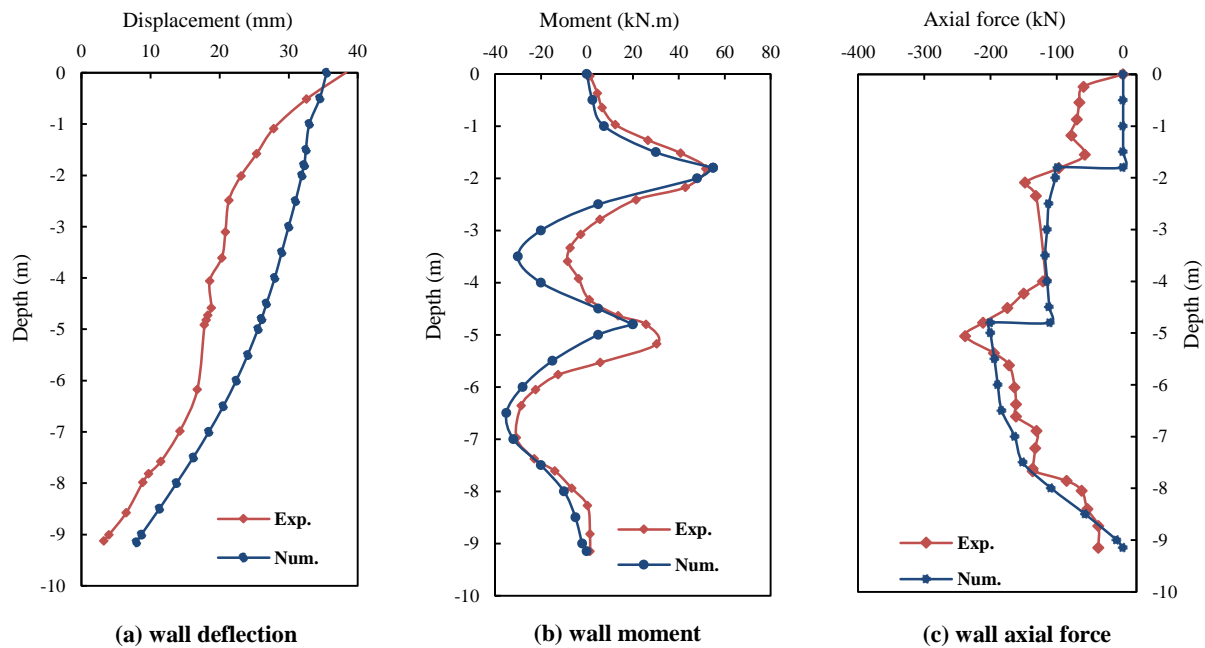 Displacement (mm)
0 10 20 30 40
0
-1
-2
-3
-4
-5
-6
-7
-8
-9
-10
Depth (m)
Exp.
Num.
(a) wall deflection
Moment (kN.m)
-40 -20 0 20 40 60 80
0
-1
-2
-3
-4
-5
-6
-7
-8
-9
-10
Depth (m)
Exp.
Num.
(b) wall moment
Axial force (kN)
-400 -300 -200 -100 0
0
-1
-2
-3
-4
-5
-6
-7
-8
-9
-10
Depth (m)
Exp.
Num.
(c) wall axial force